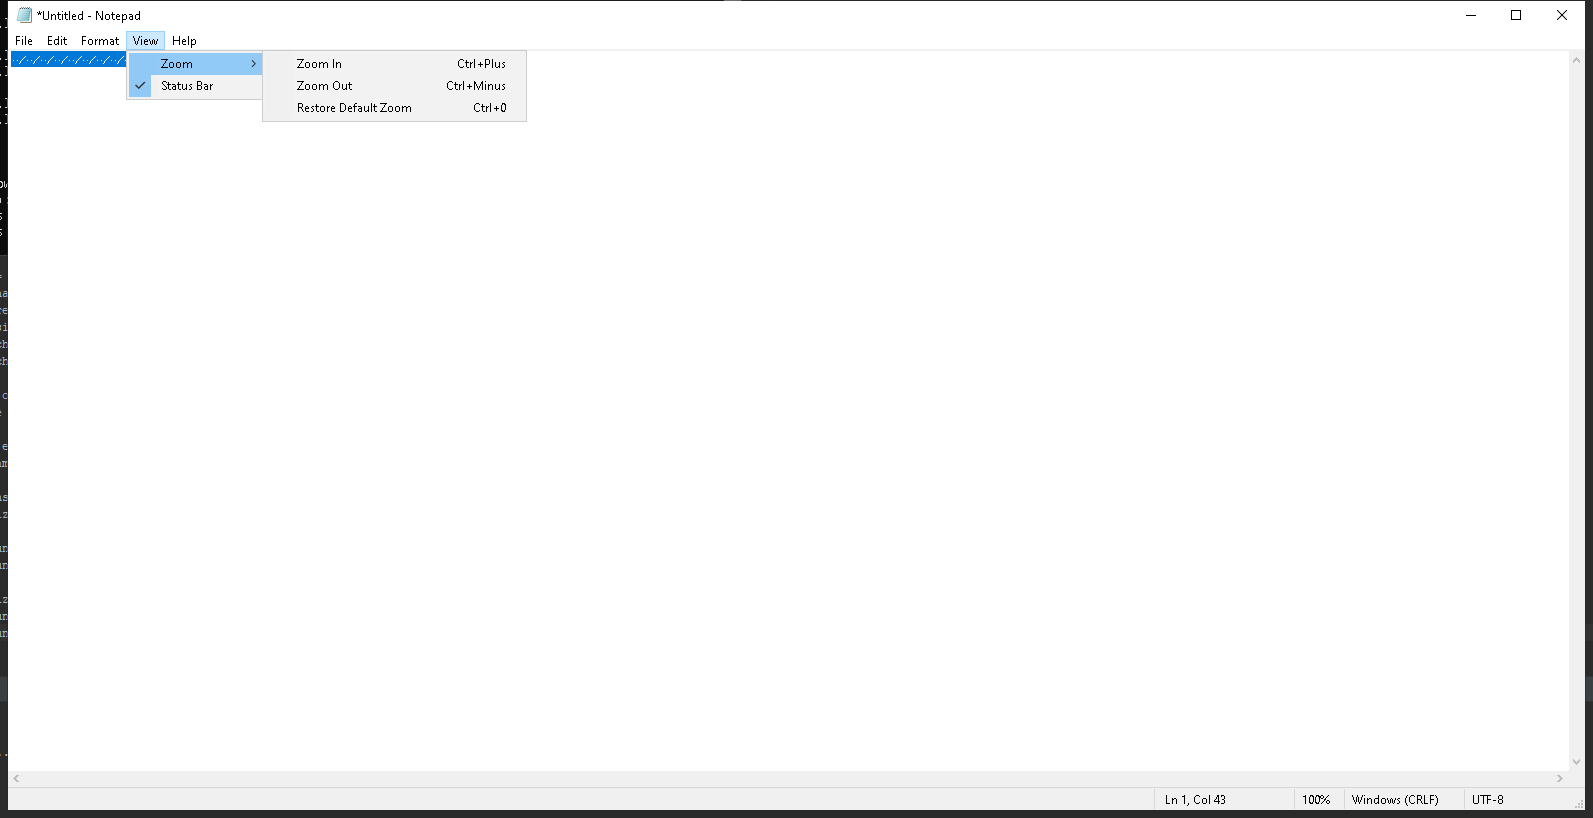 *Untitled - Notepad
File Edit Format View Help
Zoom
Status Bar
Zoom In Ctrl+Plus
Zoom Out Ctrl+Minus
Restore Default Zoom Ctrl+0
Ln 1, Col 43 100% Windows (CRLF) UTF-8